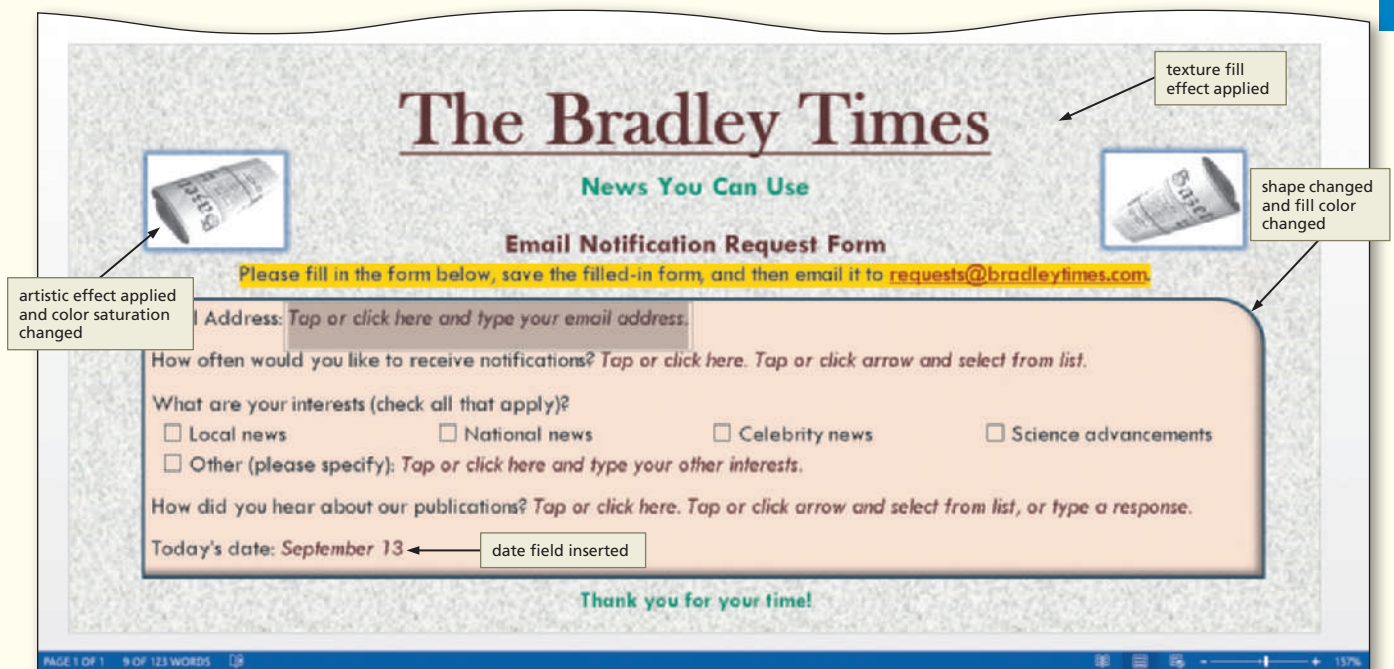 texture fill
effect applied
The Bradley Times
News You Can Use
shape changed
and fill color
changed
Email Notification Request Form
Please fill in the form below, save the filled-in form, and then email it to requests@bradleytimes.com.
artistic effect applied
and color saturation
changed
Address: Tap or click here and type your email address.
How often would you like to receive notifications? Tap or click here. Tap or click arrow and select from list.
What are your interests (check all that apply)?
Local news National news Celebrity news Science advancements
Other (please specify): Tap or click here and type your other interests.
How did you hear about our publications? Tap or click here. Tap or click arrow and select from list, or type a response.
Today's date: September 13
date field inserted
Thank you for your time!
PAGE 1 OF 1 9 OF 123 WORDS 157%